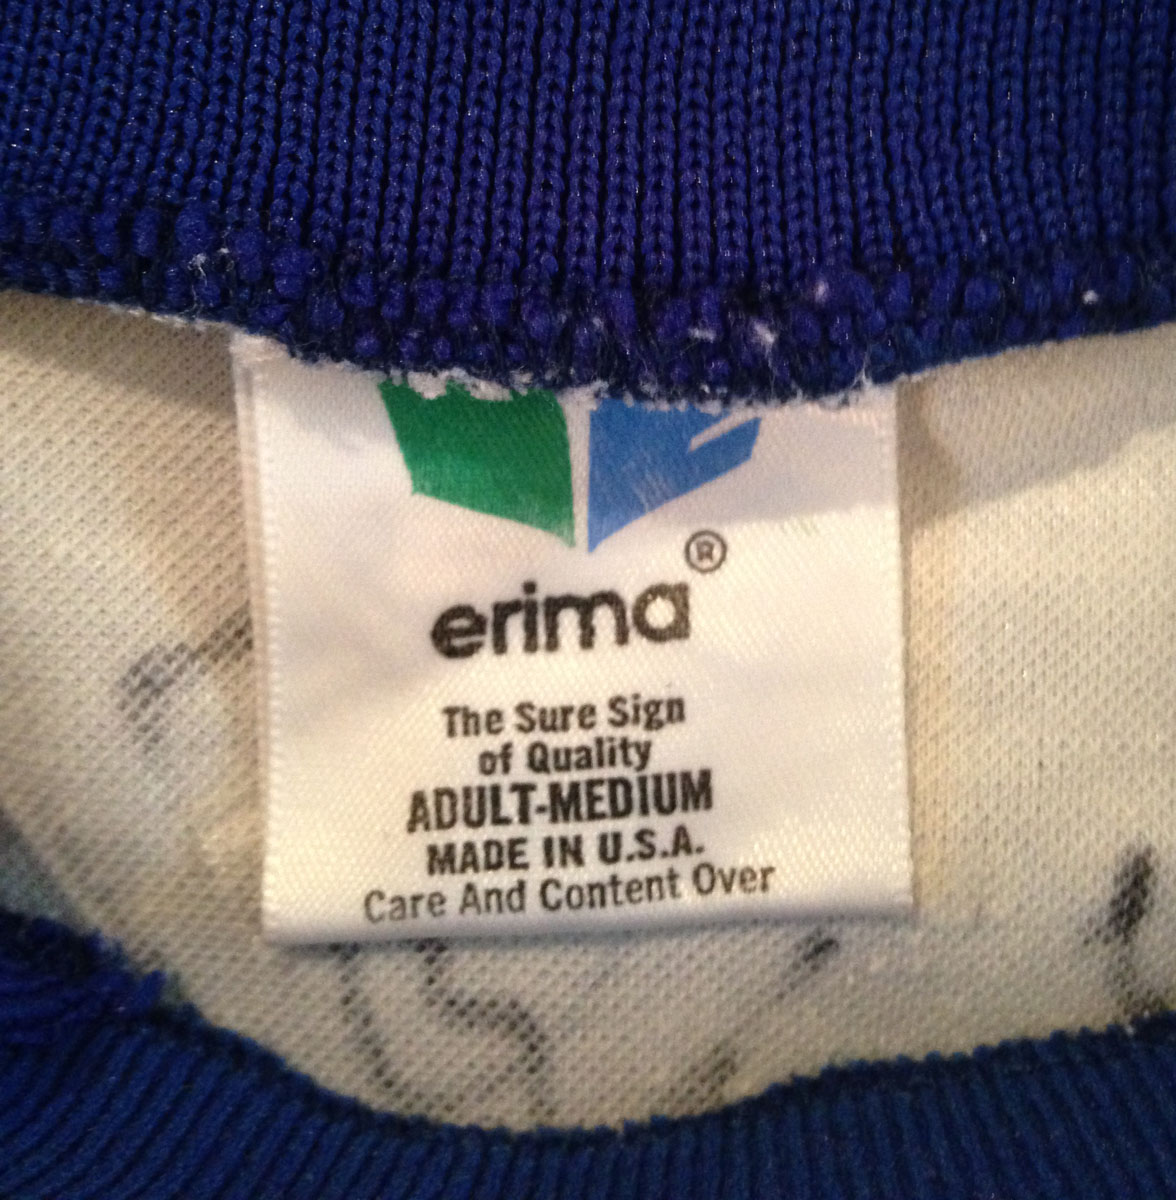 erima®
The Sure Sign
of Quality
ADULT-MEDIUM
MADE IN U.S.A.
Care And Content Over